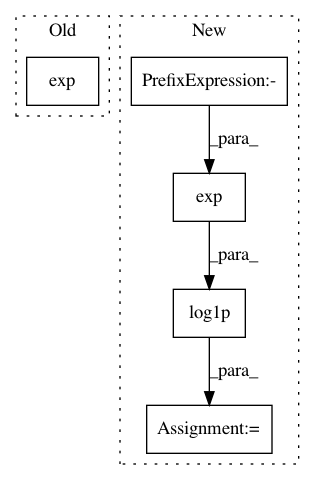 Old
New
exp
PrefixExpression:-
_para_
exp
_para_
log1p
_para_
Assignment:=